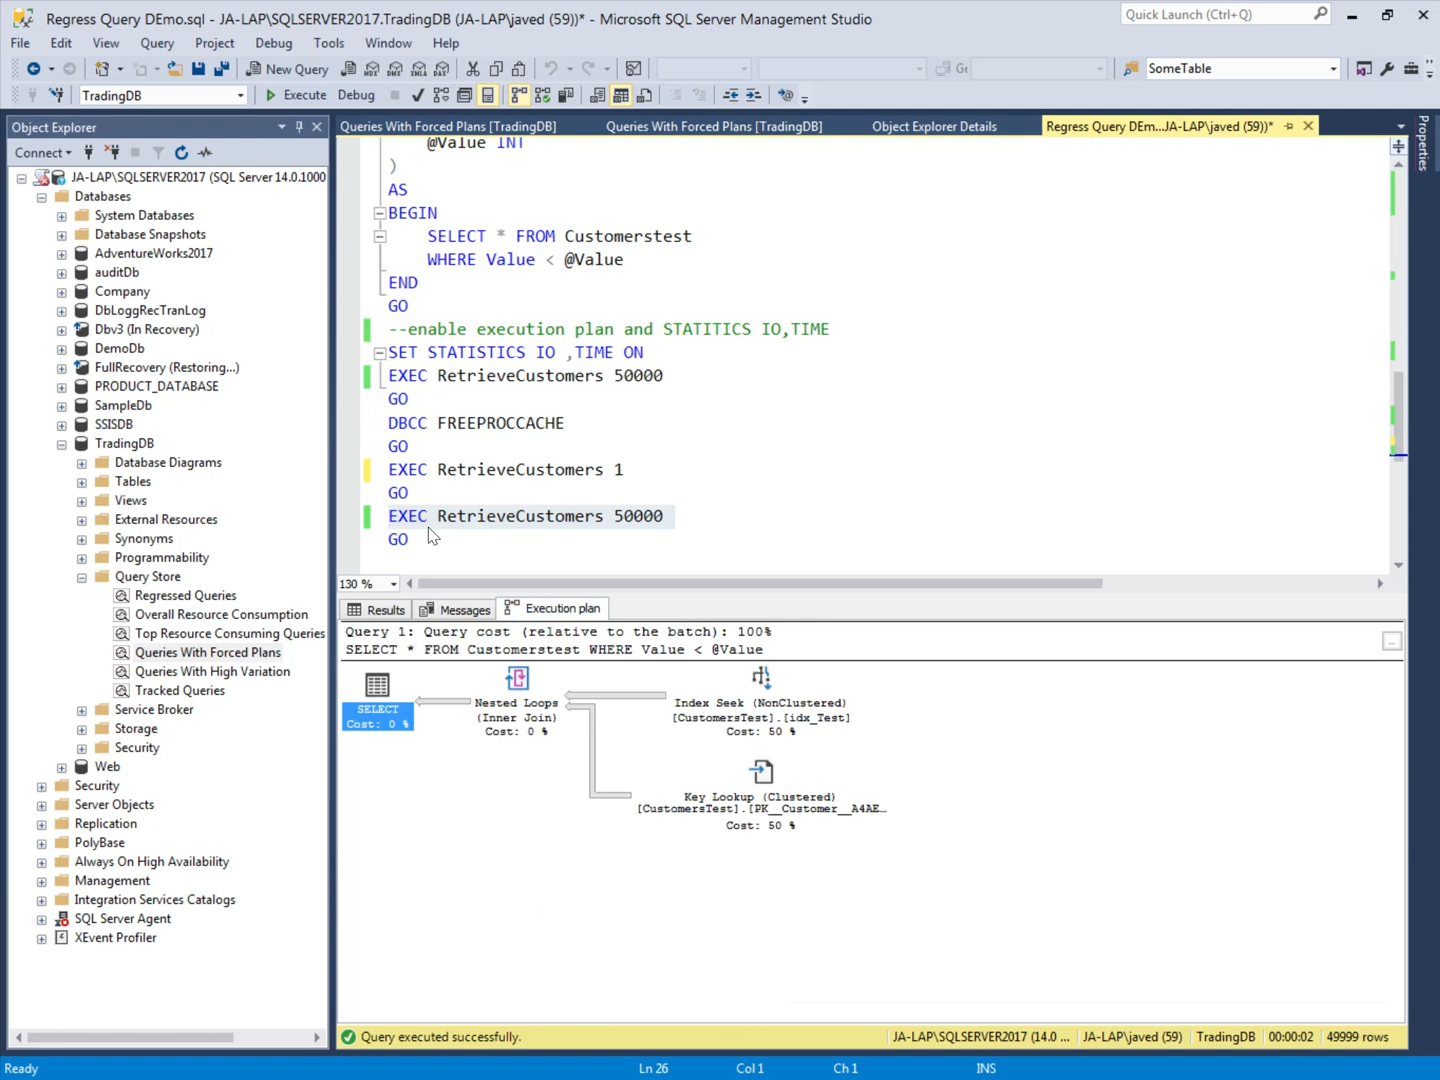 Regress Query DEmo.sql - JA-LAP\SQLSERVER2017.TradingDB (JA-LAP\javed (59))* - Microsoft SQL Server Management Studio
Quick Launch (Ctrl+Q)
File Edit View Query Project Debug Tools Window Help
New Query
MDX DMX XMLA DAX
SomeTable
TradingDB
Execute Debug
Object Explorer
Queries With Forced Plans [TradingDB]
Queries With Forced Plans [TradingDB]
Object Explorer Details
Regress Query DEm...JA-LAP\javed (59))*
Properties
Connect
JA-LAP\SQLSERVER2017 (SQL Server 14.0.1000
Databases
System Databases
Database Snapshots
AdventureWorks2017
auditDb
Company
DbLoggRecTranLog
Dbv3 (In Recovery)
DemoDb
FullRecovery (Restoring...)
PRODUCT_DATABASE
SampleDb
SSISDB
TradingDB
Database Diagrams
Tables
Views
External Resources
Synonyms
Programmability
Query Store
Regressed Queries
Overall Resource Consumption
Top Resource Consuming Queries
Queries With Forced Plans
Queries With High Variation
Tracked Queries
Service Broker
Storage
Security
Web
Security
Server Objects
Replication
PolyBase
Always On High Availability
Management
Integration Services Catalogs
SQL Server Agent
XEvent Profiler
@Value INT
)
AS
BEGIN
SELECT * FROM Customerstest
WHERE Value < @Value
END
GO
--enable execution plan and STATITICS IO,TIME
SET STATISTICS IO ,TIME ON
EXEC RetrieveCustomers 50000
GO
DBCC FREEPROCCACHE
GO
EXEC RetrieveCustomers 1
GO
EXEC RetrieveCustomers 50000
GO
130 %
Results Messages Execution plan
Query 1: Query cost (relative to the batch): 100%
SELECT * FROM Customerstest WHERE Value < @Value
SELECT
Cost: 0 %
Nested Loops
(Inner Join)
Cost: 0 %
Index Seek (NonClustered)
[CustomersTest].[idx_Test]
Cost: 50 %
Key Lookup (Clustered)
[CustomersTest].[PK__Customer__A4AE…
Cost: 50 %
Query executed successfully.
JA-LAP\SQLSERVER2017 (14.0 ...
JA-LAP\javed (59)
TradingDB
00:00:02
49999 rows
Ready
Ln 26
Col 1
Ch 1
INS